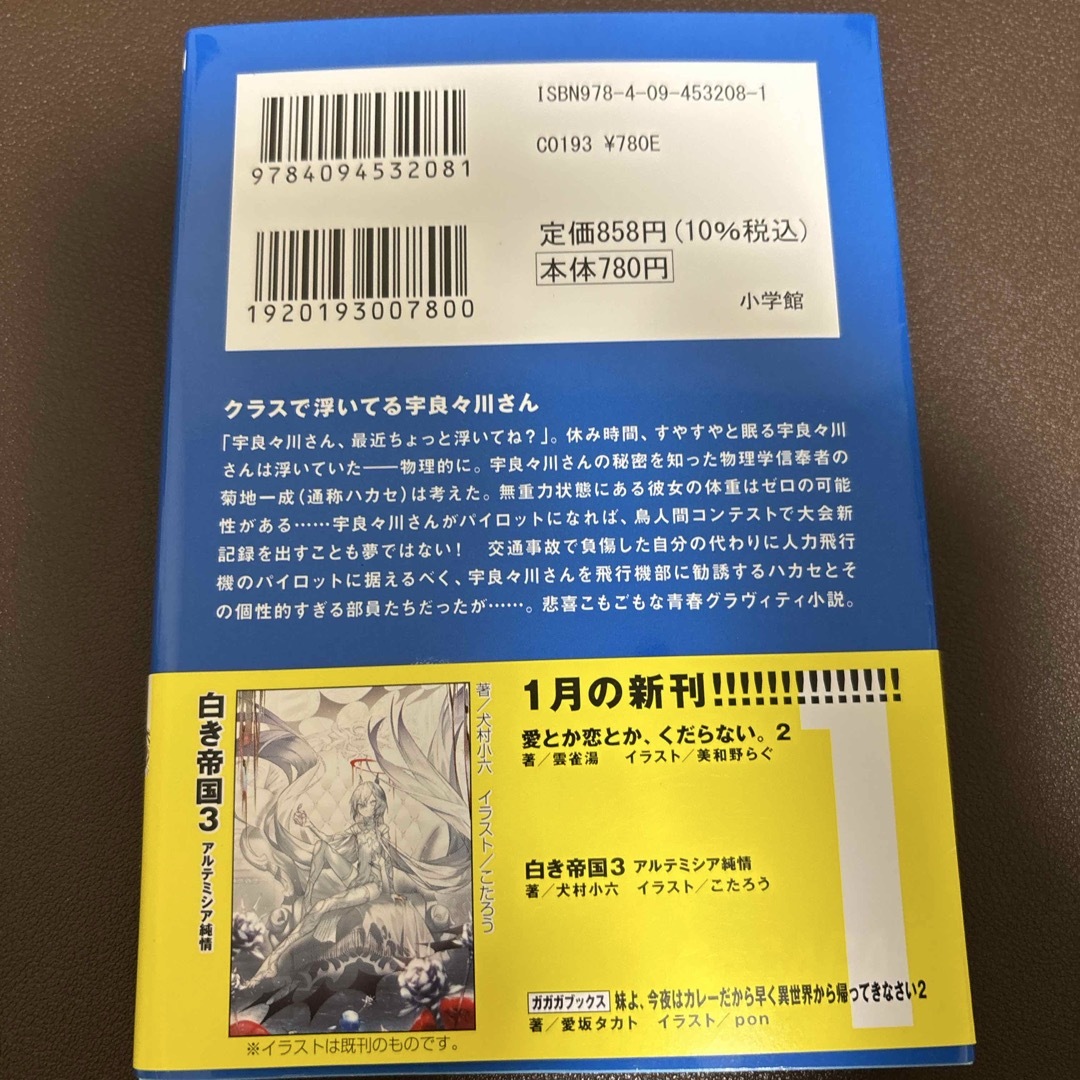 ISBN978-4-09-453208-1
C0193 ¥780E
9784094532081
定価858円(10%税込)
本体780円
1920193007800
小学館
クラスで浮いてる宇良々川さん
「宇良々川さん、最近ちょっと浮いてね?」。休み時間、すやすやと眠る宇良々川
さんは浮いていた――物理的に。宇良々川さんの秘密を知った物理学信奉者の
菊地一成(通称ハカセ)は考えた。無重力状態にある彼女の体重はゼロの可能
性がある……宇良々川さんがパイロットになれば、鳥人間コンテストで大会新
記録を出すことも夢ではない! 交通事故で負傷した自分の代わりに人力飛行
機のパイロットに据えるべく、宇良々川さんを飛行機部に勧誘するハカセとそ
の個性的すぎる部員たちだったが……。悲喜こもごもな青春グラヴィティ小説。
白き帝国3 アルテミシア純情
著/犬村小六 イラスト/こたろう
※イラストは既刊のものです。
1月の新刊!!!!!!!!!!!!!!
1
愛とか恋とか、くだらない。2
著/雲雀湯 イラスト/美和野らぐ
白き帝国3 アルテミシア純情
著/犬村小六 イラスト/こたろう
ガガガブックス 妹よ、今夜はカレーだから早く異世界から帰ってきなさい2
著/愛坂タカト イラスト/pon